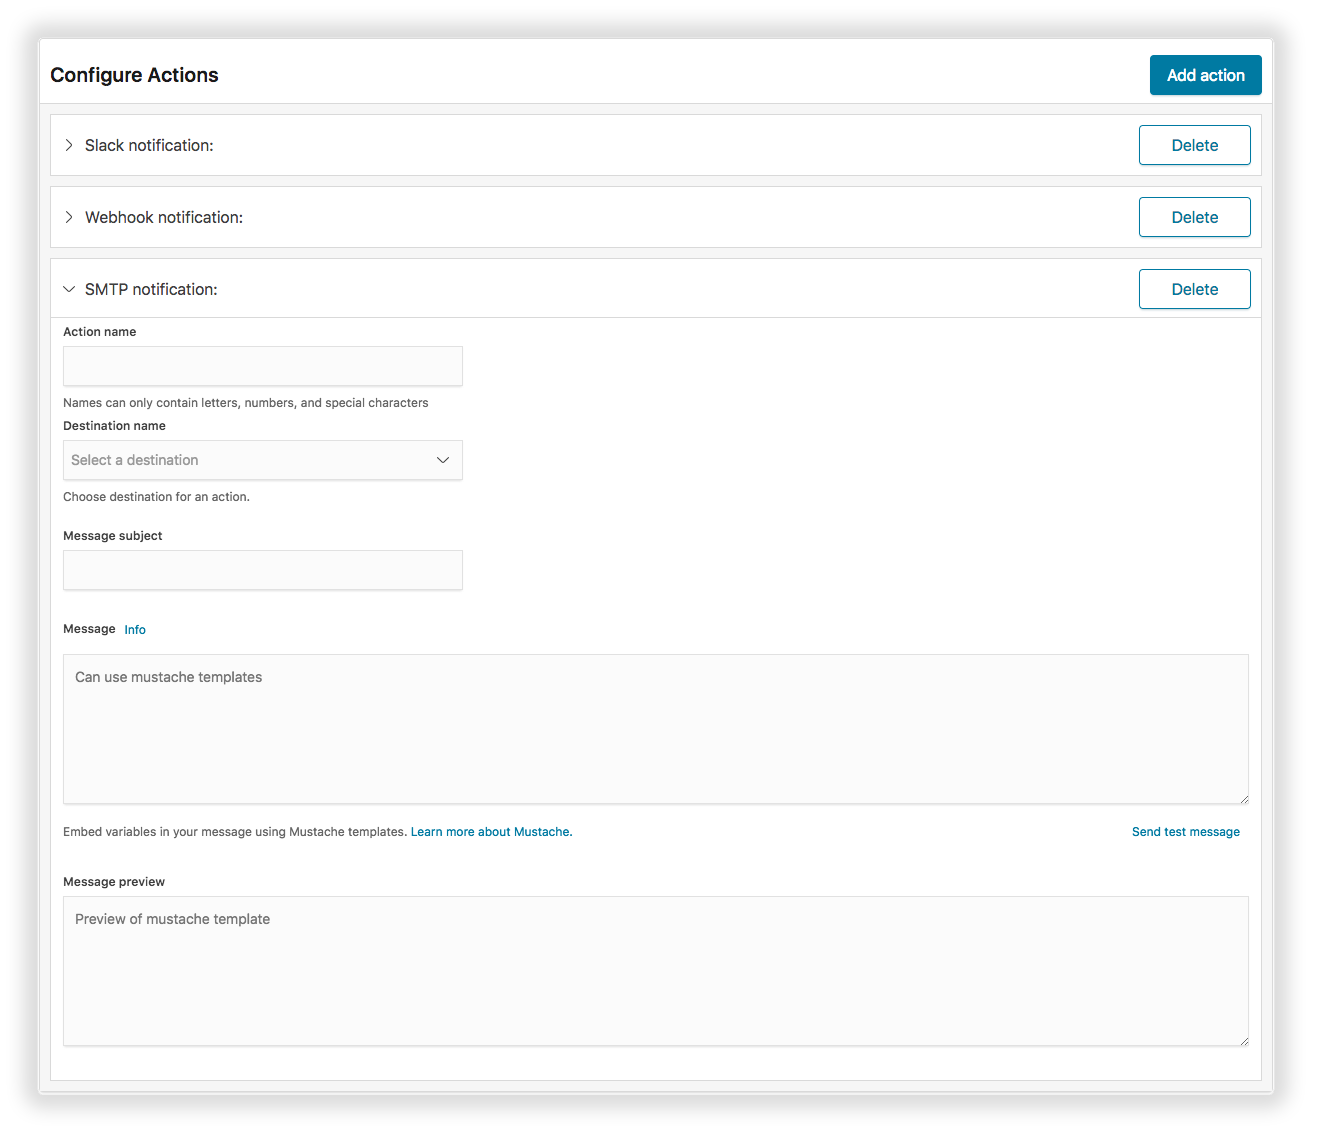 Configure Actions
Add action
Slack notification:
Delete
Webhook notification:
Delete
SMTP notification:
Delete
Action name
Names can only contain letters, numbers, and special characters
Destination name
Select a destination
Choose destination for an action.
Message subject
Message Info
Can use mustache templates
Embed variables in your message using Mustache templates. Learn more about Mustache.
Send test message
Message preview
Preview of mustache template